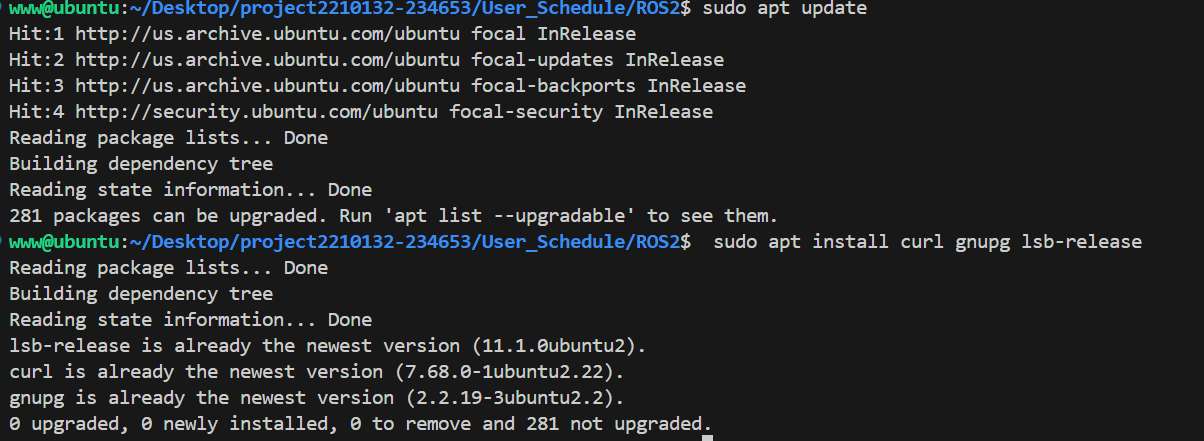 www@ubuntu:~/Desktop/project2210132-234653/User_Schedule/ROS2$ sudo apt update
Hit:1 http://us.archive.ubuntu.com/ubuntu focal InRelease
Hit:2 http://us.archive.ubuntu.com/ubuntu focal-updates InRelease
Hit:3 http://us.archive.ubuntu.com/ubuntu focal-backports InRelease
Hit:4 http://security.ubuntu.com/ubuntu focal-security InRelease
Reading package lists... Done
Building dependency tree
Reading state information... Done
281 packages can be upgraded. Run 'apt list --upgradable' to see them.
www@ubuntu:~/Desktop/project2210132-234653/User_Schedule/ROS2$  sudo apt install curl gnupg lsb-release
Reading package lists... Done
Building dependency tree
Reading state information... Done
lsb-release is already the newest version (11.1.0ubuntu2).
curl is already the newest version (7.68.0-1ubuntu2.22).
gnupg is already the newest version (2.2.19-3ubuntu2.2).
0 upgraded, 0 newly installed, 0 to remove and 281 not upgraded.